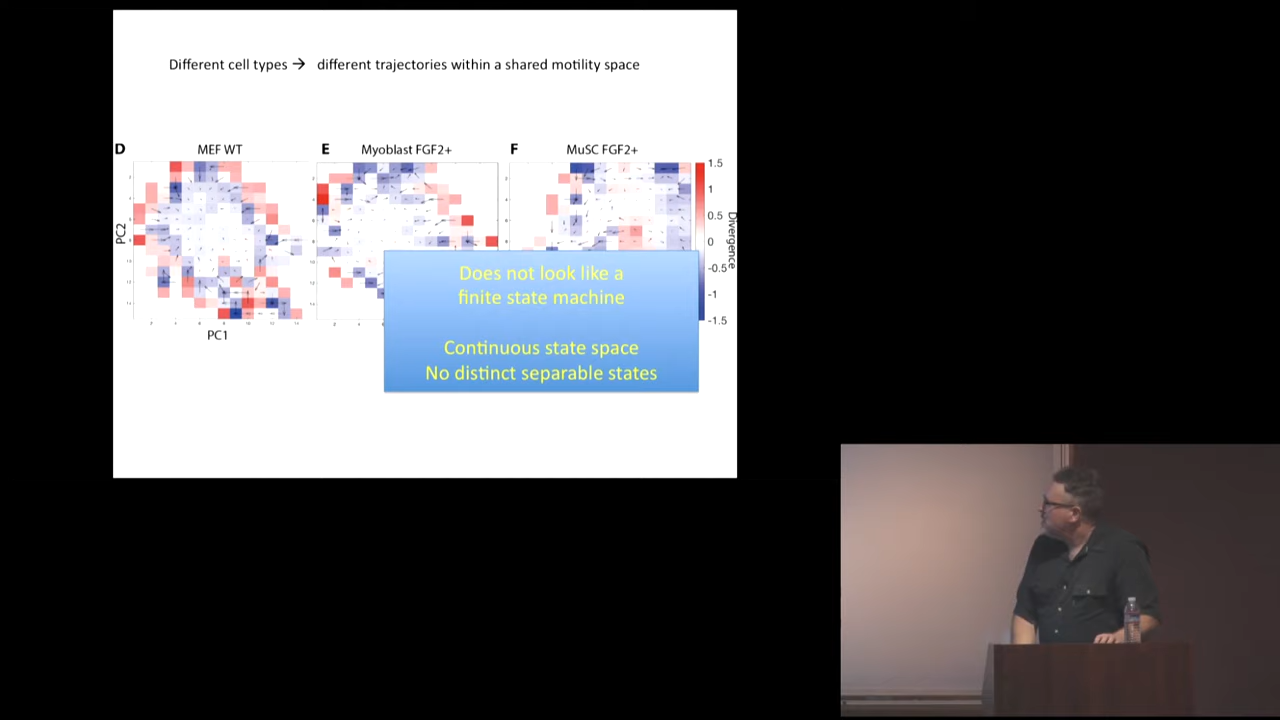 Different cell types → different trajectories within a shared motility space
D MEF WT
E Myoblast FGF2+
F MuSC FGF2+
PC2
PC1
1.5
1
0.5
0
-0.5
-1
-1.5
Divergence
Does not look like a
finite state machine
Continuous state space
No distinct separable states